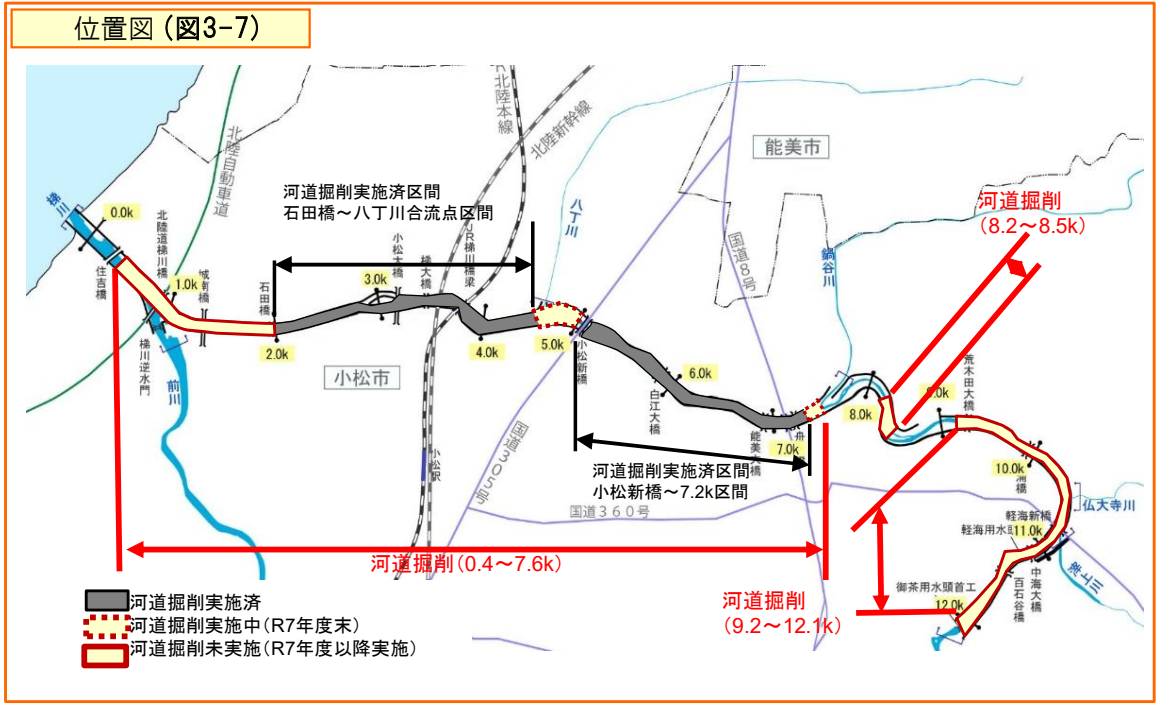 位置図 (図3-7)
北陸本線
北陸新幹線
能美市
北陸自動車道
河道掘削実施済区間
石田橋～八丁川合流点区間
八丁川
河道掘削
(8.2～8.5k)
梯川
0.0k
北陸道梯川橋
小松大橋
梯大橋
JR梯川橋梁
国道8号
鍋谷川
住吉橋
1.0k
城南橋
石田橋
3.0k
2.0k
4.0k
5.0k
小松新橋
梯川逆水門
前川
小松市
6.0k
白江大橋
8.0k
9.0k
荒木田大橋
能美大橋
7.0k
国道305号
小松駅
河道掘削実施済区間
小松新橋～7.2k区間
国道360号
10.0k
仏大寺川
軽海新橋
11.0k
中海大橋
百石谷橋
滓上川
河道掘削(0.4～7.6k)
御茶用水頭首工
12.0k
河道掘削
(9.2～12.1k)
河道掘削実施済
河道掘削実施中(R7年度末)
河道掘削未実施(R7年度以降実施)